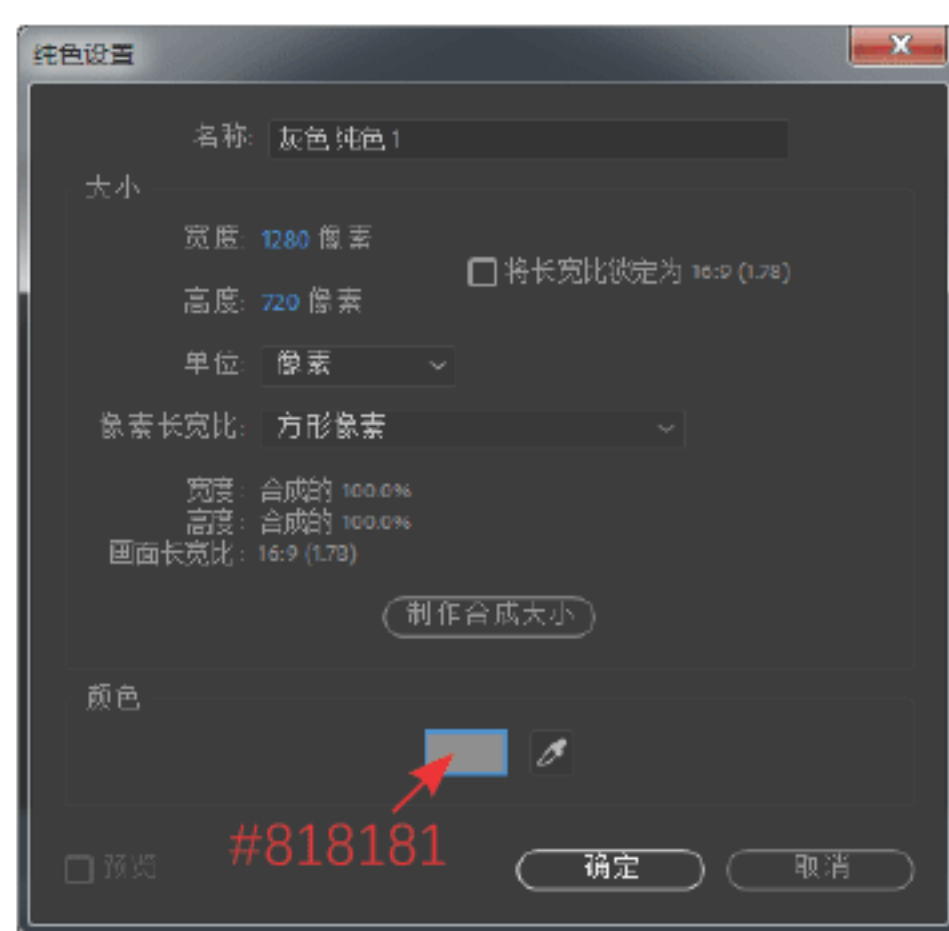 纯色设置
名称: 灰色 纯色 1
大小
宽度: 1280 像素
将长宽比锁定为 16:9 (1.78)
高度: 720 像素
单位: 像素
像素长宽比: 方形像素
宽度: 合成的 100.0%
高度: 合成的 100.0%
画面长宽比: 16:9 (1.78)
制作合成大小
颜色
#818181
预览
确定
取消